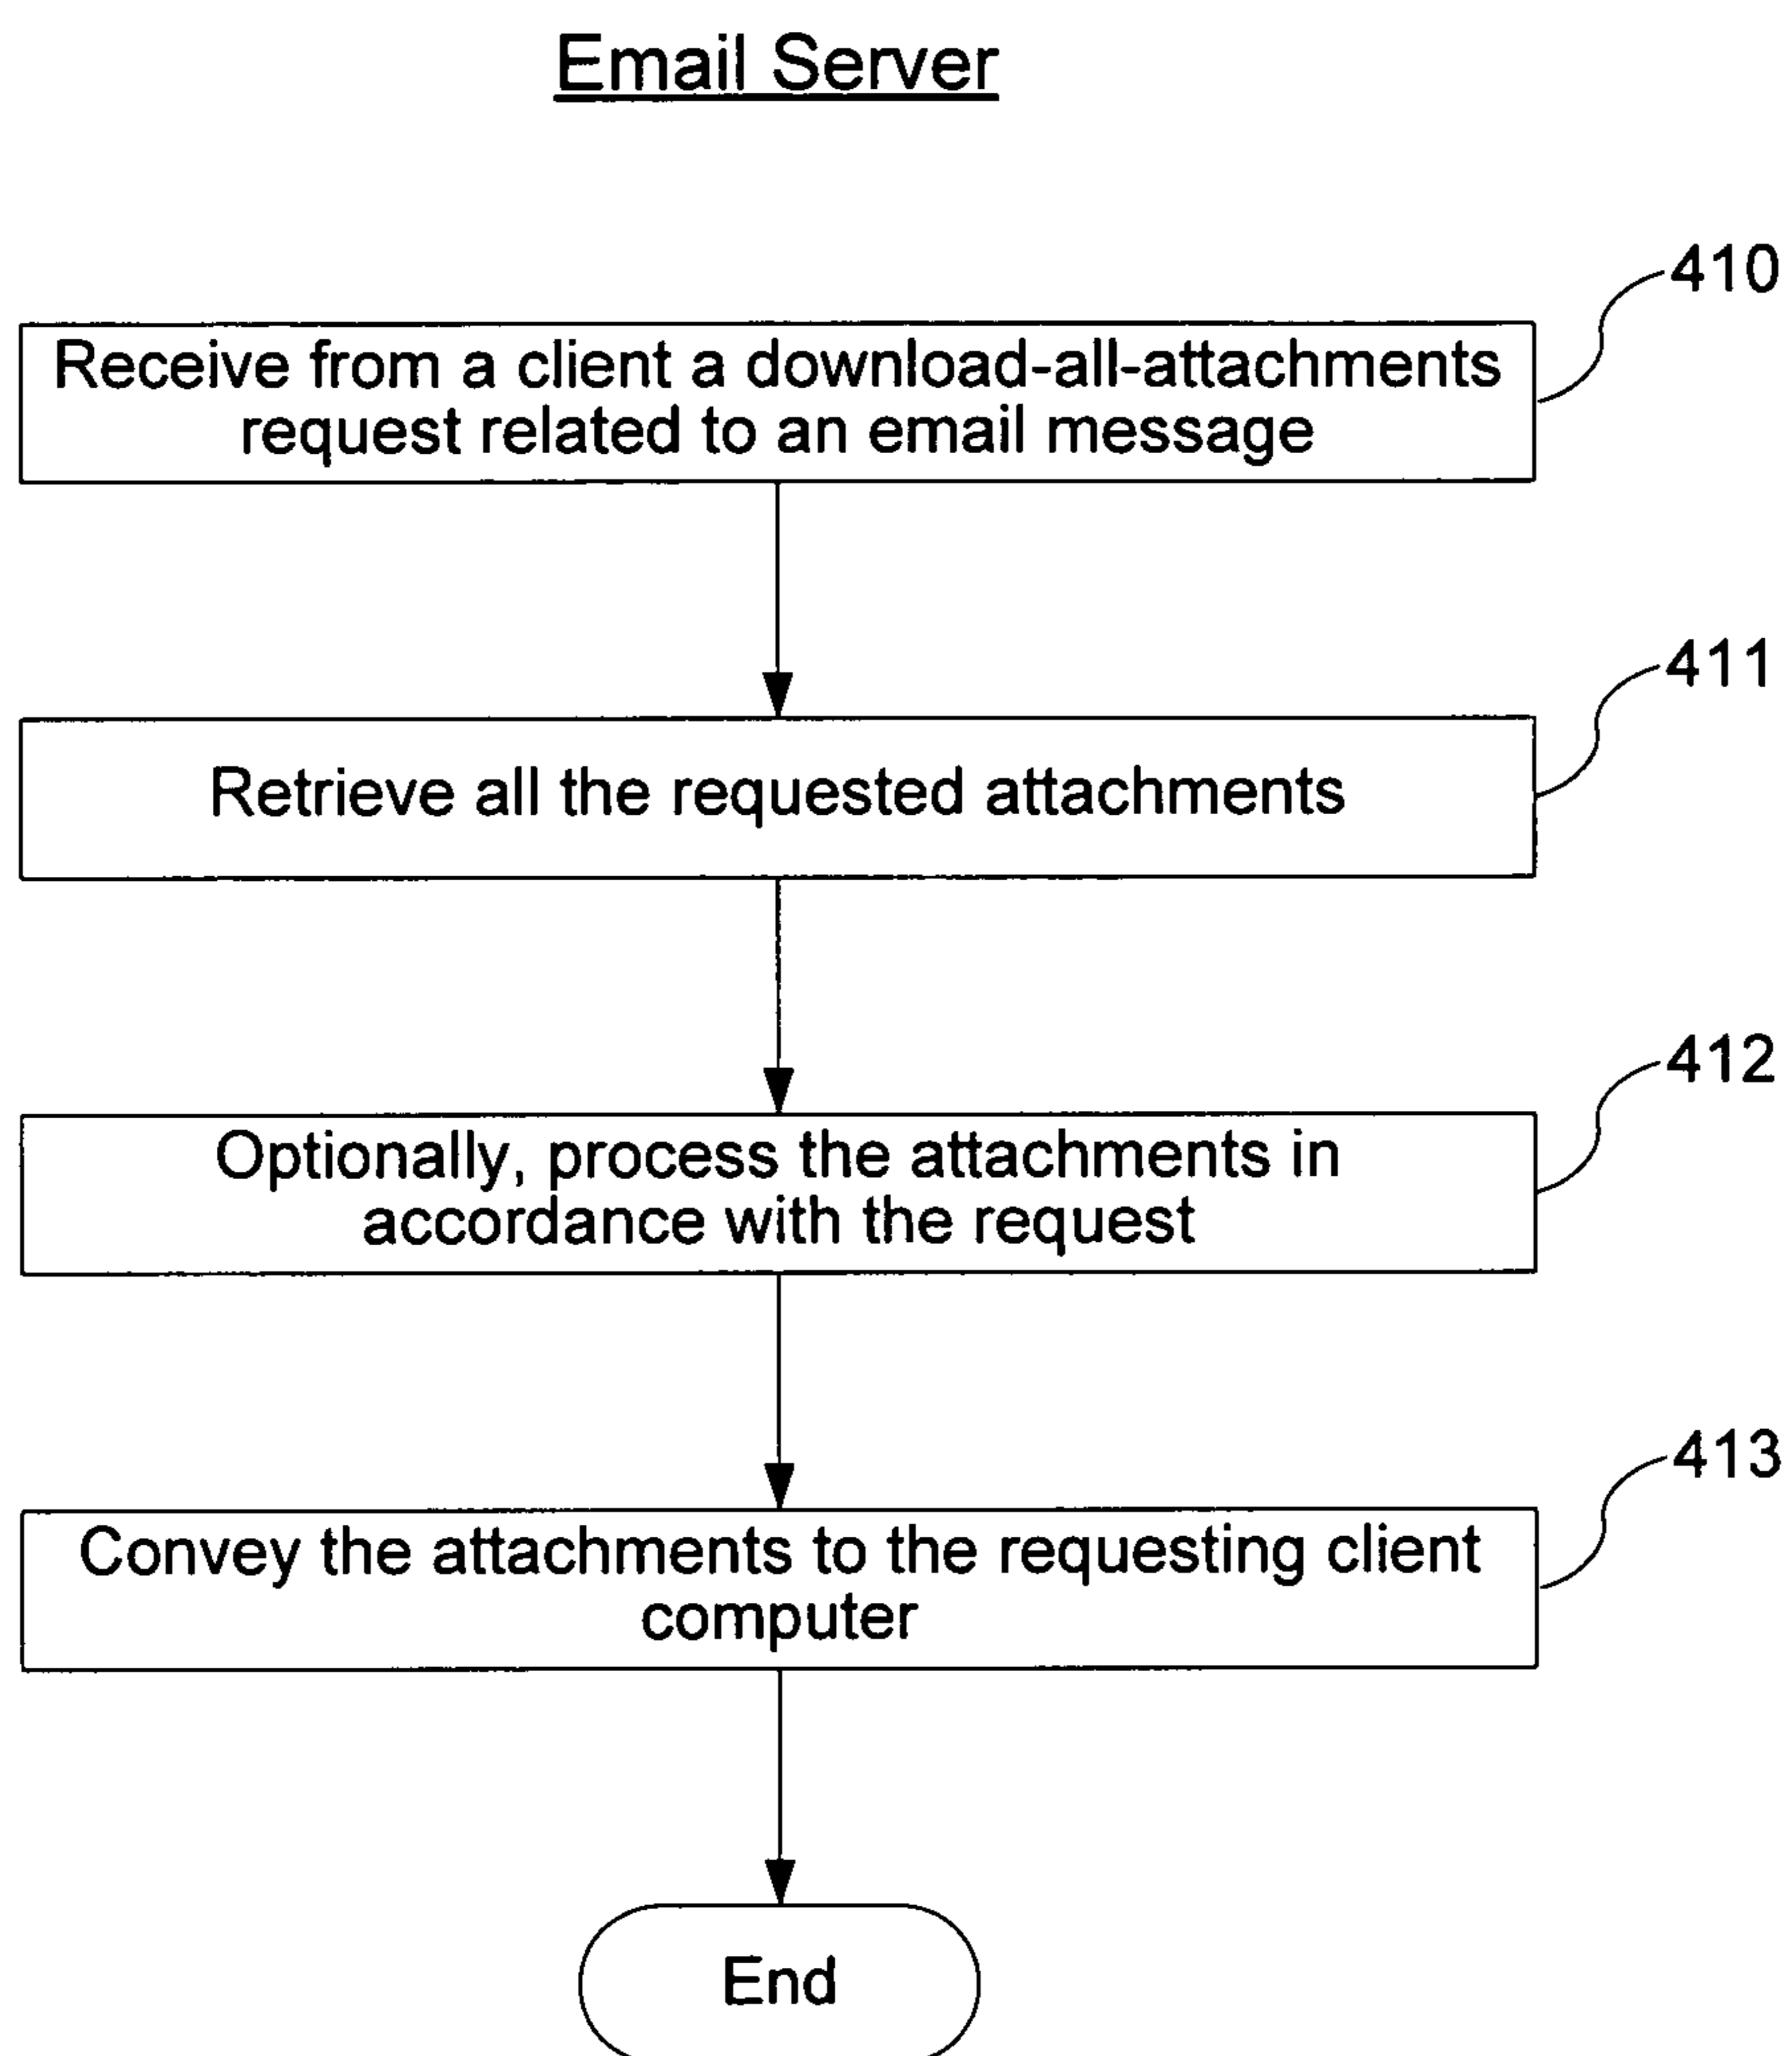 Email Server
410
Receive from a client a download-all-attachments
request related to an email message
411
Retrieve all the requested attachments
412
Optionally, process the attachments in
accordance with the request
413
Convey the attachments to the requesting client
computer
End